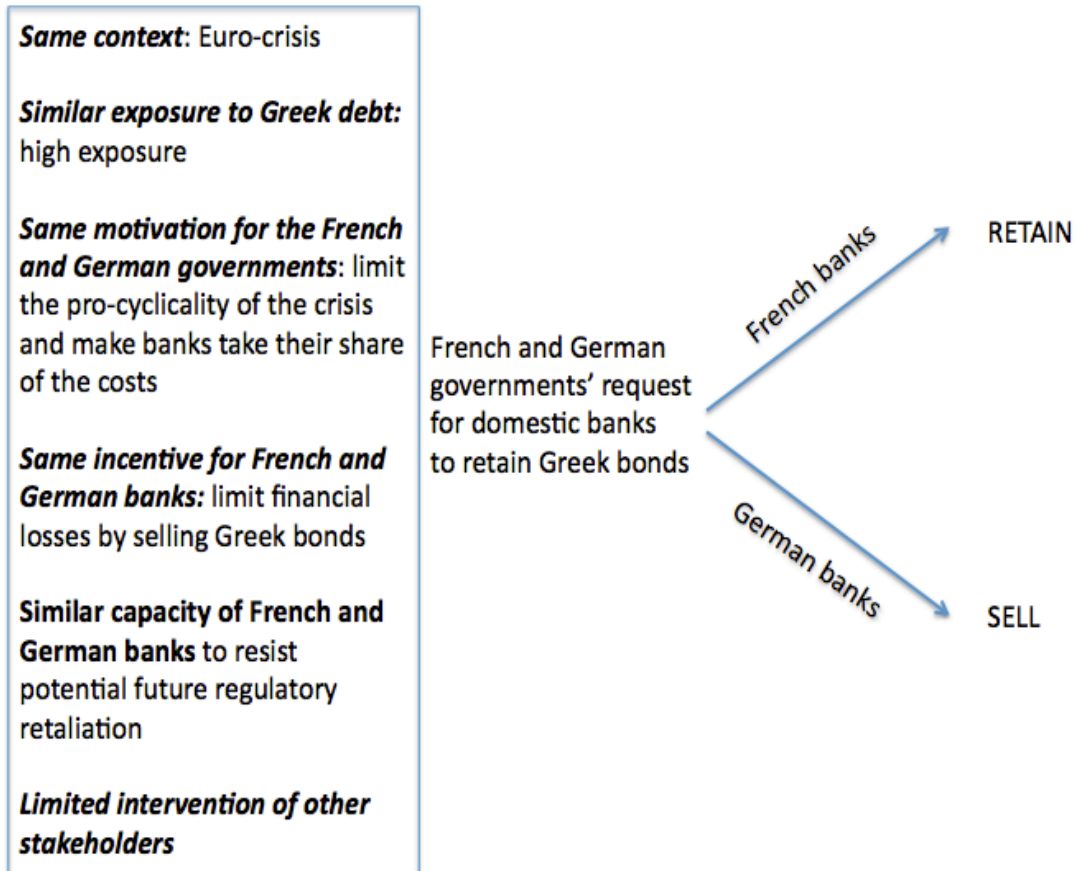 Same context: Euro-crisis
Similar exposure to Greek debt:
high exposure
Same motivation for the French
and German governments: limit
the pro-cyclicality of the crisis
and make banks take their share
of the costs
Same incentive for French and
German banks: limit financial
losses by selling Greek bonds
Similar capacity of French and
German banks to resist
potential future regulatory
retaliation
Limited intervention of other
stakeholders
French and German
governments’ request
for domestic banks
to retain Greek bonds
French banks
RETAIN
German banks
SELL